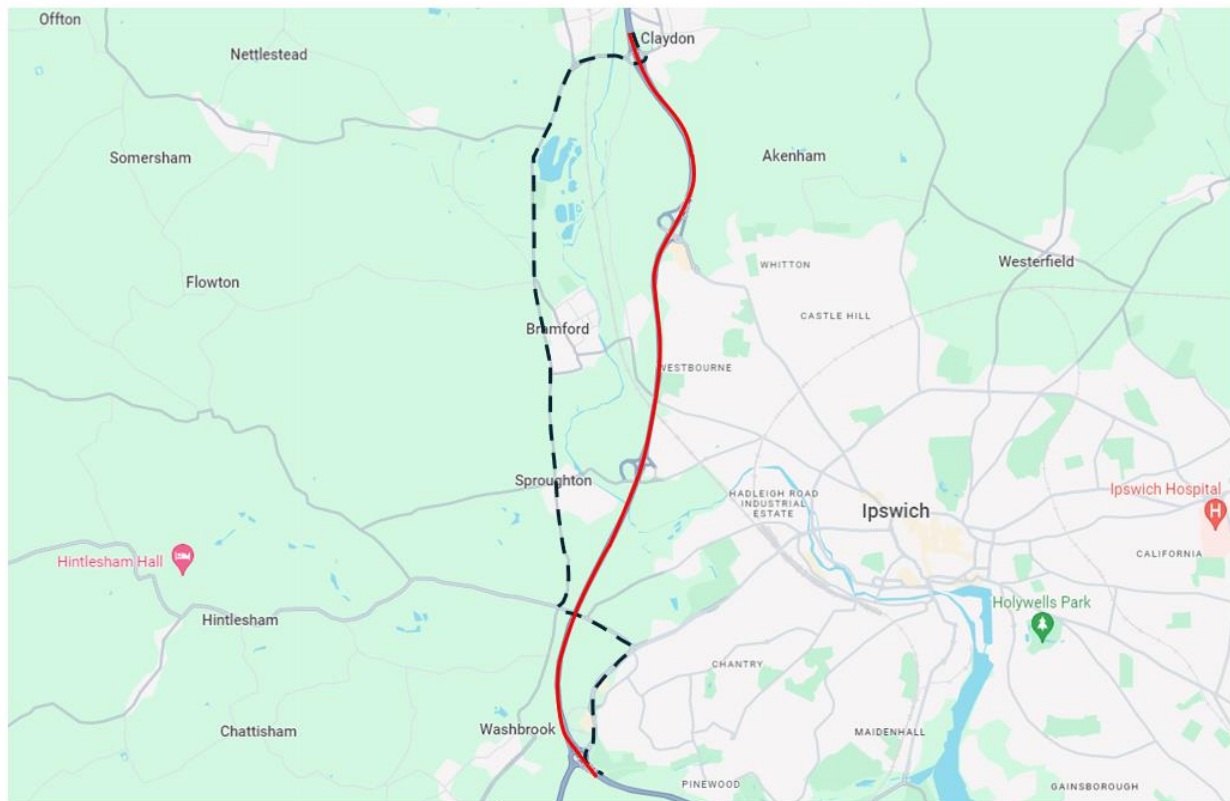 Offton
Claydon
Nettlestead
Somersham
Akenham
WHITTON
Westerfield
Flowton
CASTLE HILL
Bramford
WESTBOURNE
Sproughton
HADLEIGH ROAD
INDUSTRIAL
ESTATE
Ipswich
Ipswich Hospital
H
CALIFORNIA
Hintlesham Hall
Holywells Park
Hintlesham
CHANTRY
Washbrook
Chattisham
MAIDENHALL
PINEWOOD
GAINSBOROUGH